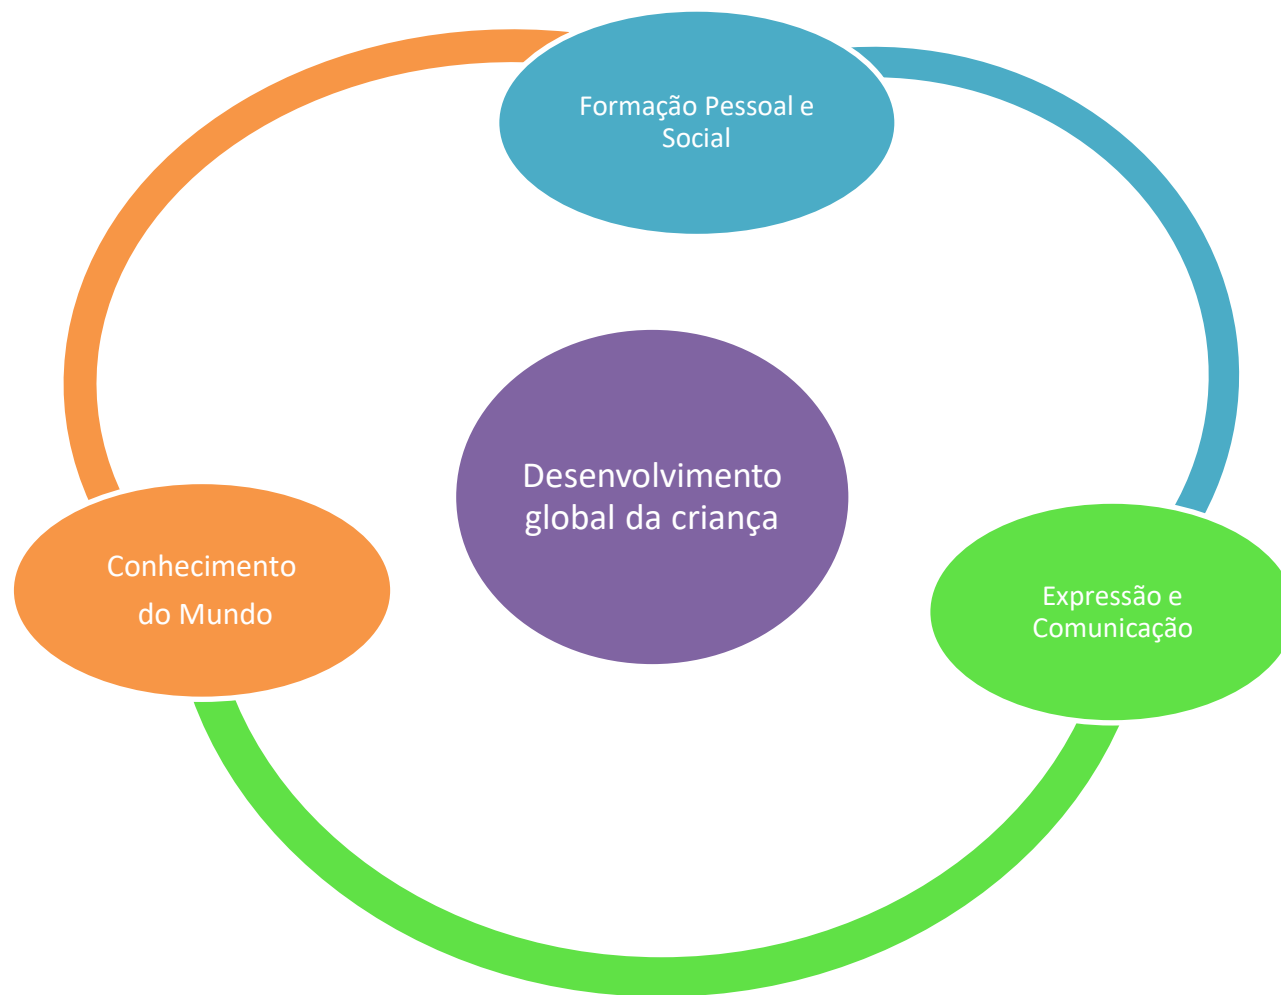 Formação Pessoal e
Social
Desenvolvimento
global da criança
Conhecimento
do Mundo
Expressão e
Comunicação